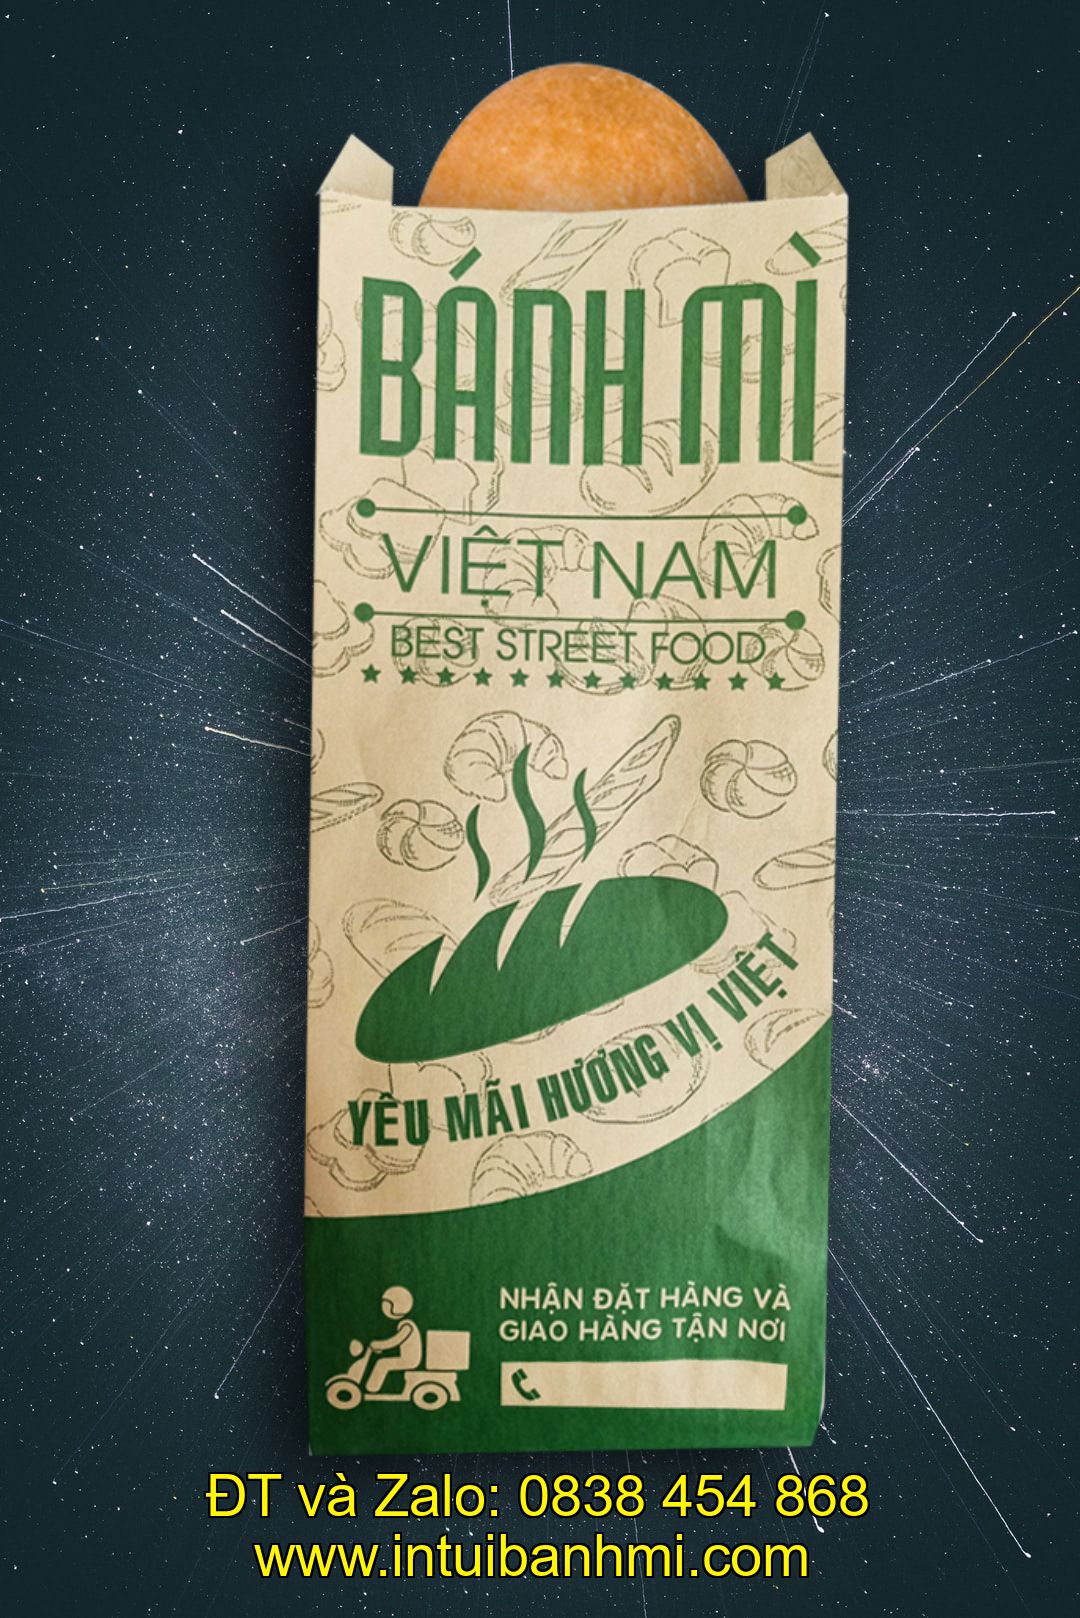 BÁNH MÌ
VIỆT NAM
BEST STREET FOOD
YÊU MÃI HƯƠNG VỊ VIỆT
NHẬN ĐẶT HÀNG VÀ
GIAO HÀNG TẬN NƠI
ĐT và Zalo: 0838 454 868
www.intuibanhmi.com